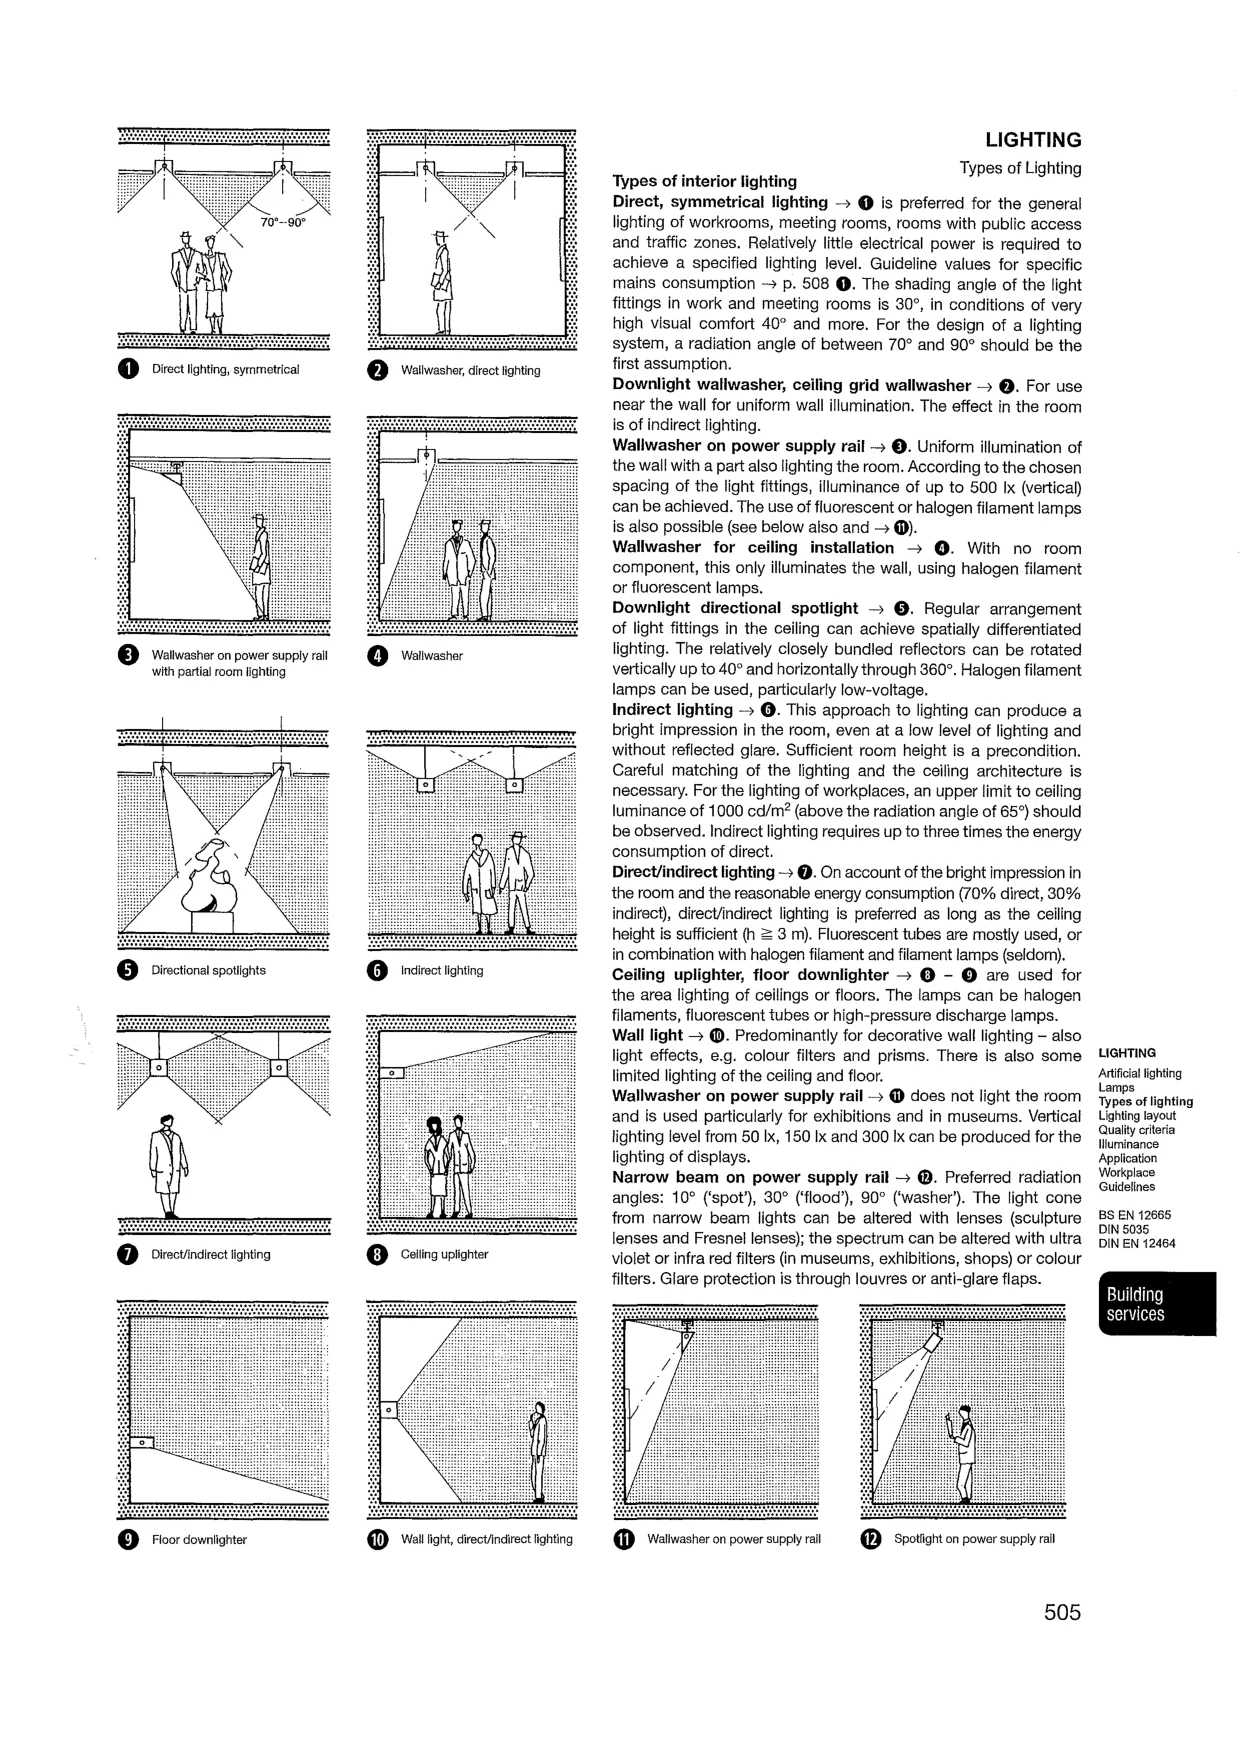 LIGHTING
Types of Lighting
Types of interior lighting
Direct, symmetrical lighting → ❶ is preferred for the general
lighting of workrooms, meeting rooms, rooms with public access
and traffic zones. Relatively little electrical power is required to
achieve a specified lighting level. Guideline values for specific
mains consumption → p. 508 ❶. The shading angle of the light
fittings in work and meeting rooms is 30°, in conditions of very
high visual comfort 40° and more. For the design of a lighting
system, a radiation angle of between 70° and 90° should be the
first assumption.
Downlight wallwasher, ceiling grid wallwasher → ❷. For use
near the wall for uniform wall illumination. The effect in the room
is of indirect lighting.
Wallwasher on power supply rail → ❸. Uniform illumination of
the wall with a part also lighting the room. According to the chosen
spacing of the light fittings, illuminance of up to 500 lx (vertical)
can be achieved. The use of fluorescent or halogen filament lamps
is also possible (see below also and → ⓫).
Wallwasher for ceiling installation → ❹. With no room
component, this only illuminates the wall, using halogen filament
or fluorescent lamps.
Downlight directional spotlight → ❺. Regular arrangement
of light fittings in the ceiling can achieve spatially differentiated
lighting. The relatively closely bundled reflectors can be rotated
vertically up to 40° and horizontally through 360°. Halogen filament
lamps can be used, particularly low-voltage.
Indirect lighting → ❻. This approach to lighting can produce a
bright impression in the room, even at a low level of lighting and
without reflected glare. Sufficient room height is a precondition.
Careful matching of the lighting and the ceiling architecture is
necessary. For the lighting of workplaces, an upper limit to ceiling
luminance of 1000 cd/m² (above the radiation angle of 65°) should
be observed. Indirect lighting requires up to three times the energy
consumption of direct.
Direct/indirect lighting → ❼. On account of the bright impression in
the room and the reasonable energy consumption (70% direct, 30%
indirect), direct/indirect lighting is preferred as long as the ceiling
height is sufficient (h ≧ 3 m). Fluorescent tubes are mostly used, or
in combination with halogen filament and filament lamps (seldom).
Ceiling uplighter, floor downlighter → ❽ – ❾ are used for
the area lighting of ceilings or floors. The lamps can be halogen
filaments, fluorescent tubes or high-pressure discharge lamps.
Wall light → ❿. Predominantly for decorative wall lighting – also
light effects, e.g. colour filters and prisms. There is also some
limited lighting of the ceiling and floor.
Wallwasher on power supply rail → ⓫ does not light the room
and is used particularly for exhibitions and in museums. Vertical
lighting level from 50 lx, 150 lx and 300 lx can be produced for the
lighting of displays.
Narrow beam on power supply rail → ⓬. Preferred radiation
angles: 10° ('spot'), 30° ('flood'), 90° ('washer'). The light cone
from narrow beam lights can be altered with lenses (sculpture
lenses and Fresnel lenses); the spectrum can be altered with ultra
violet or infra red filters (in museums, exhibitions, shops) or colour
filters. Glare protection is through louvres or anti-glare flaps.
70°–90°
❶ Direct lighting, symmetrical
❷ Wallwasher, direct lighting
❸ Wallwasher on power supply rail
with partial room lighting
❹ Wallwasher
❺ Directional spotlights
❻ Indirect lighting
❼ Direct/indirect lighting
❽ Ceiling uplighter
❾ Floor downlighter
❿ Wall light, direct/indirect lighting
⓫ Wallwasher on power supply rail
⓬ Spotlight on power supply rail
LIGHTING
Artificial lighting
Lamps
Types of lighting
Lighting layout
Quality criteria
Illuminance
Application
Workplace
Guidelines
BS EN 12665
DIN 5035
DIN EN 12464
Building
services
505